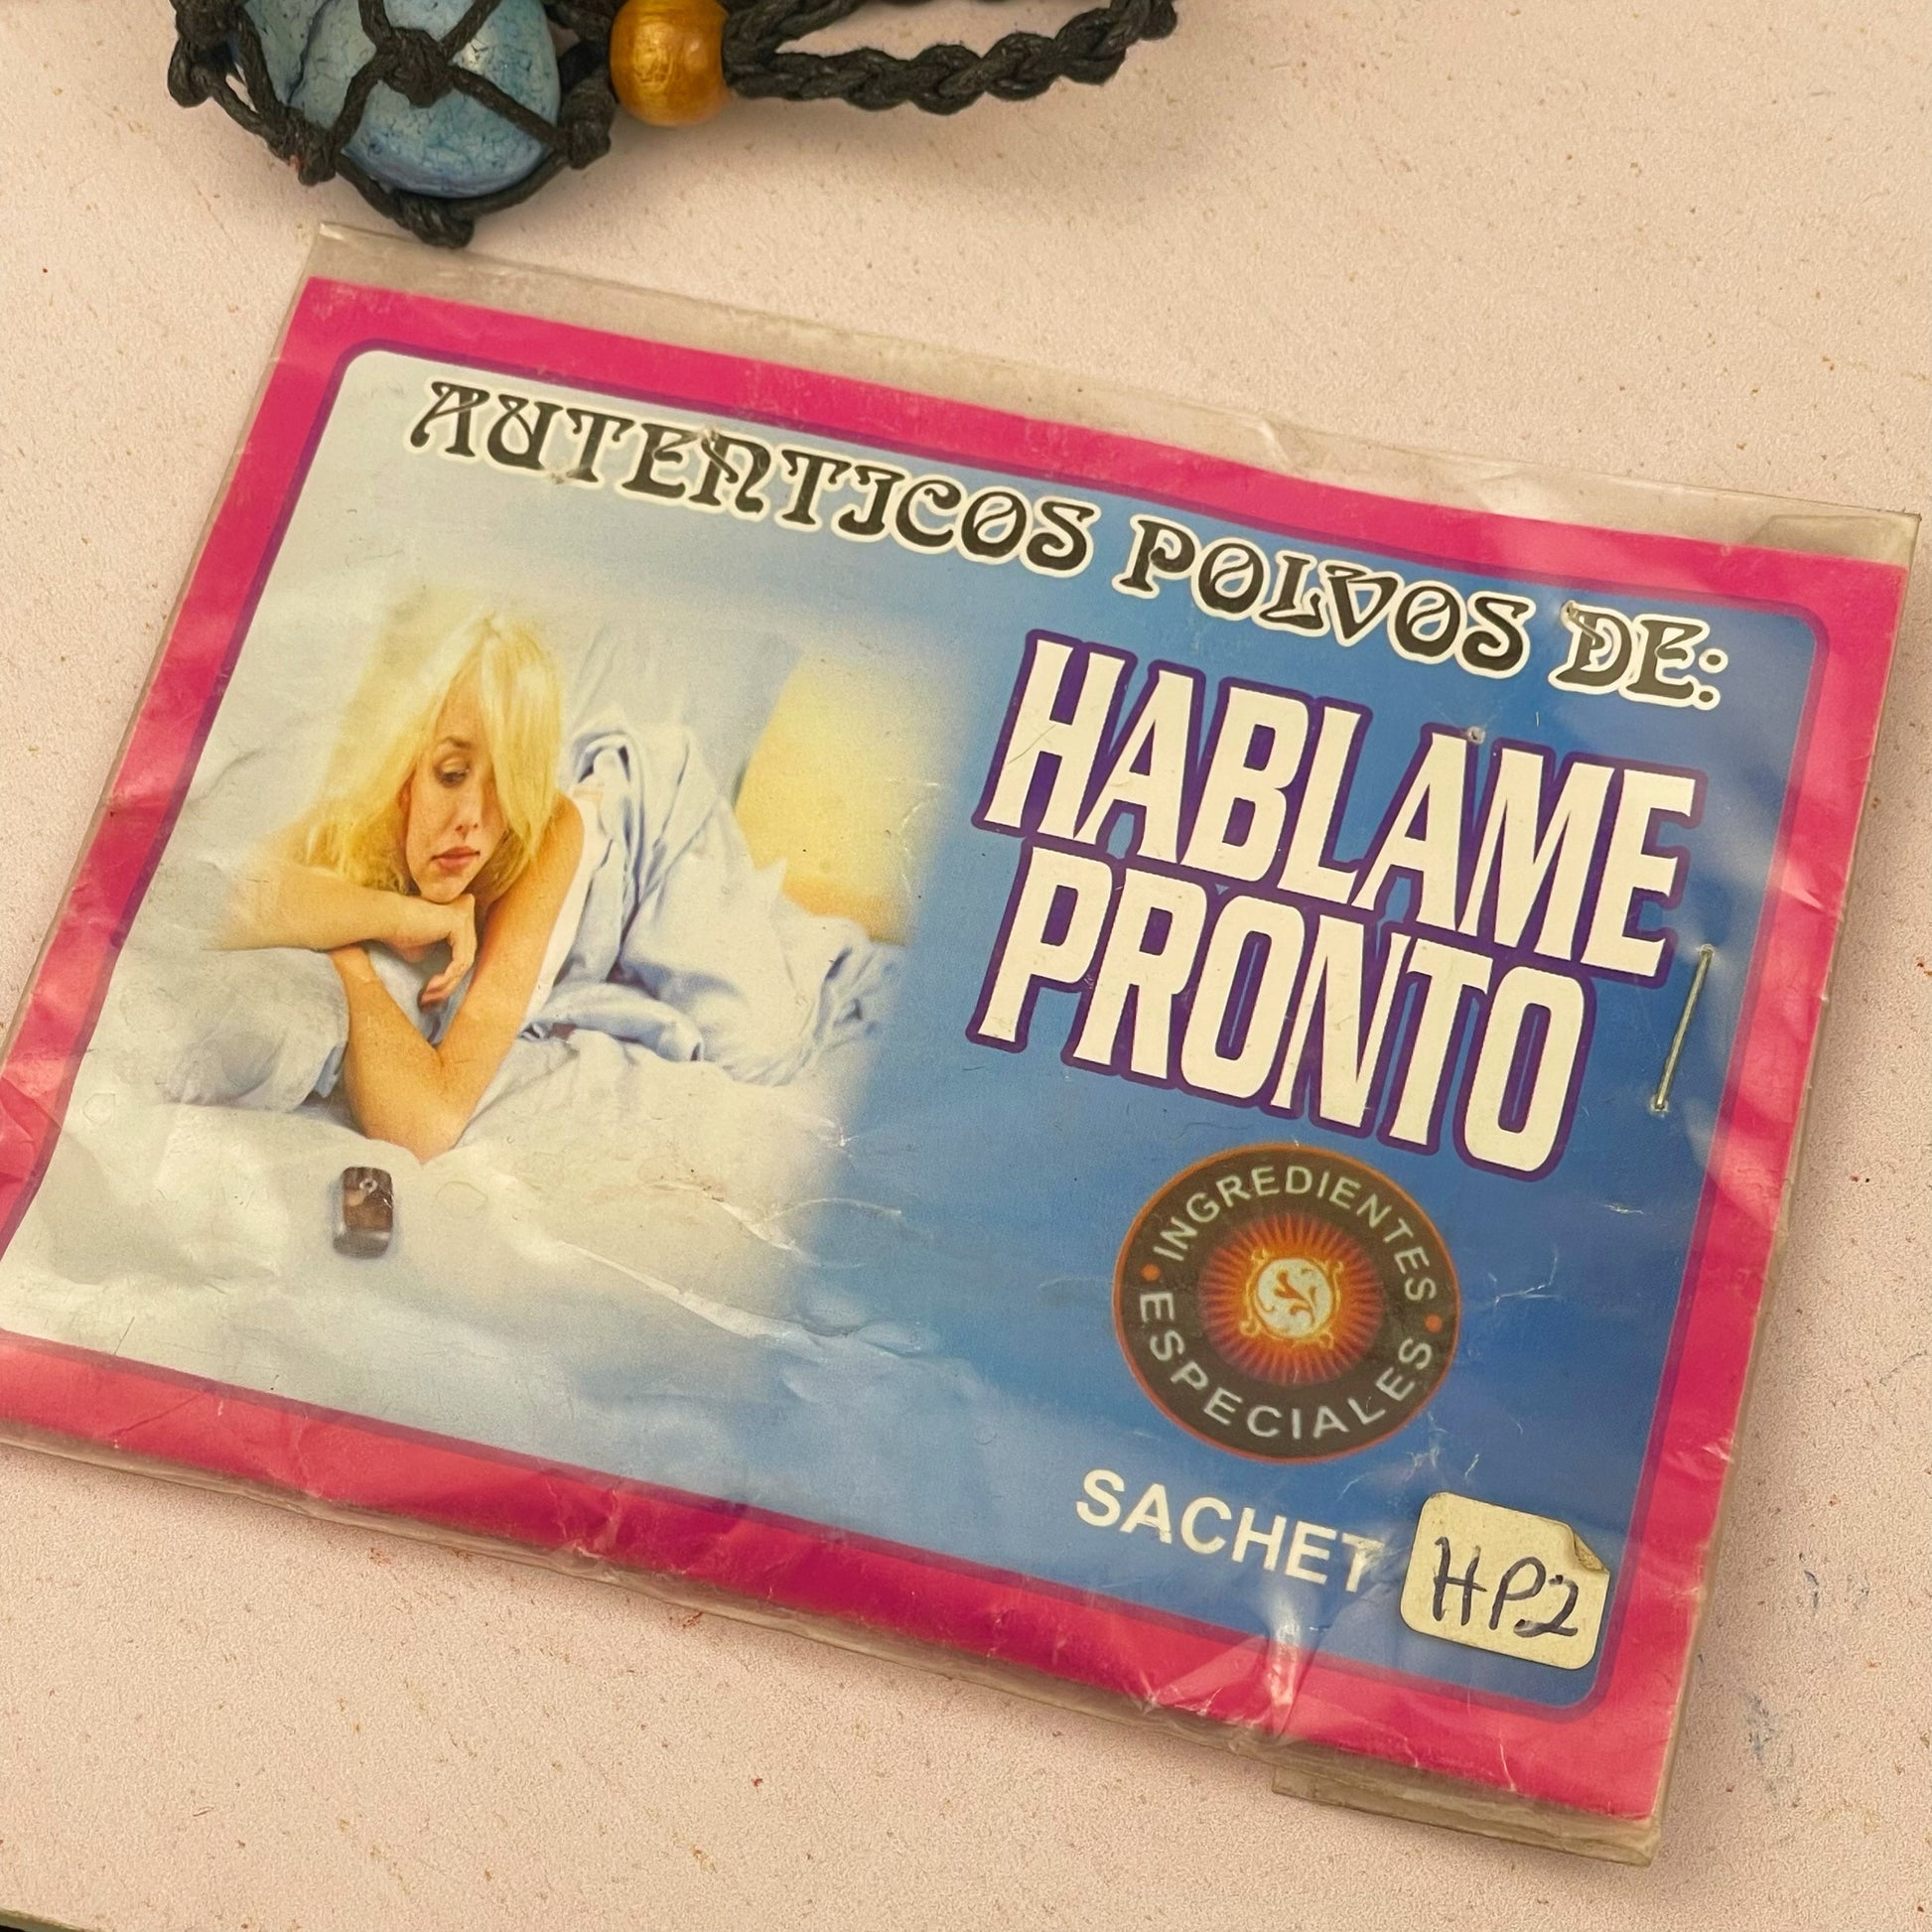 AUTENTICOS POLVOS DE:
HABLAME
PRONTO
INGREDIENTES
ESPECIALES
SACHET
HP2